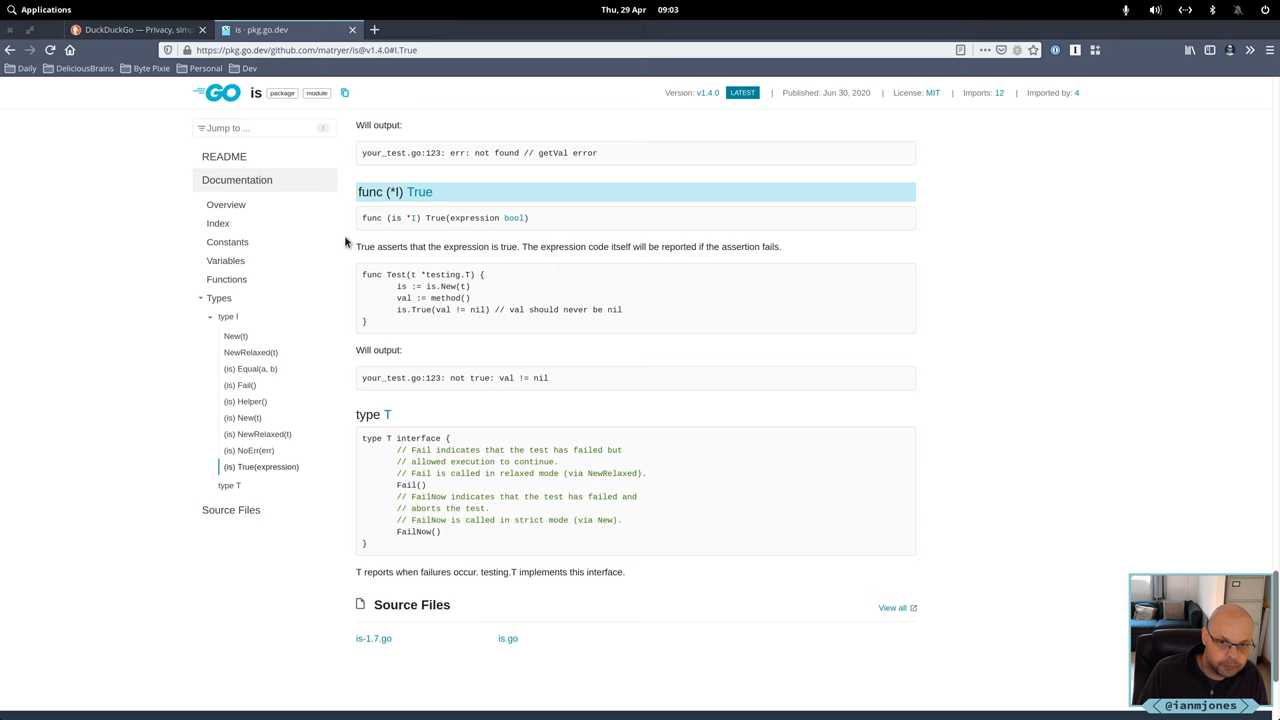 Applications
Thu, 29 Apr
09:03
DuckDuckGo — Privacy, simp
is · pkg.go.dev
https://pkg.go.dev/github.com/matryer/is@v1.4.0#I.True
Daily
DeliciousBrains
Byte Pixie
Personal
Dev
GO
is
package
module
Version: v1.4.0
LATEST
|
Published: Jun 30, 2020
|
License: MIT
|
Imports: 12
|
Imported by: 4
Jump to ...
f
README
Documentation
Overview
Index
Constants
Variables
Functions
Types
type I
New(t)
NewRelaxed(t)
(is) Equal(a, b)
(is) Fail()
(is) Helper()
(is) New(t)
(is) NewRelaxed(t)
(is) NoErr(err)
(is) True(expression)
type T
Source Files
Will output:
your_test.go:123: err: not found // getVal error
func (*I) True
func (is *I) True(expression bool)
True asserts that the expression is true. The expression code itself will be reported if the assertion fails.
func Test(t *testing.T) {
is := is.New(t)
val := method()
is.True(val != nil) // val should never be nil
}
Will output:
your_test.go:123: not true: val != nil
type T
type T interface {
// Fail indicates that the test has failed but
// allowed execution to continue.
// Fail is called in relaxed mode (via NewRelaxed).
Fail()
// FailNow indicates that the test has failed and
// aborts the test.
// FailNow is called in strict mode (via New).
FailNow()
}
T reports when failures occur. testing.T implements this interface.
Source Files
View all
is-1.7.go
is.go
@ianmjones